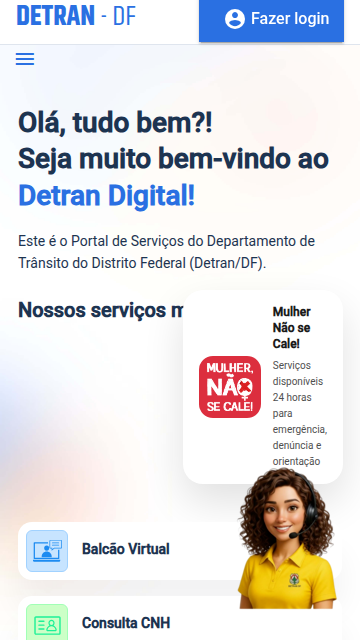 DETRAN - DF
Fazer login
Olá, tudo bem?!
Seja muito bem-vindo ao
Detran Digital!
Este é o Portal de Serviços do Departamento de
Trânsito do Distrito Federal (Detran/DF).
Nossos serviços m
Mulher
Não se
Cale!
MULHER,
NÃO
SE CALE!
Serviços
disponíveis
24 horas
para
emergência,
denúncia e
orientação
Balcão Virtual
Consulta CNH